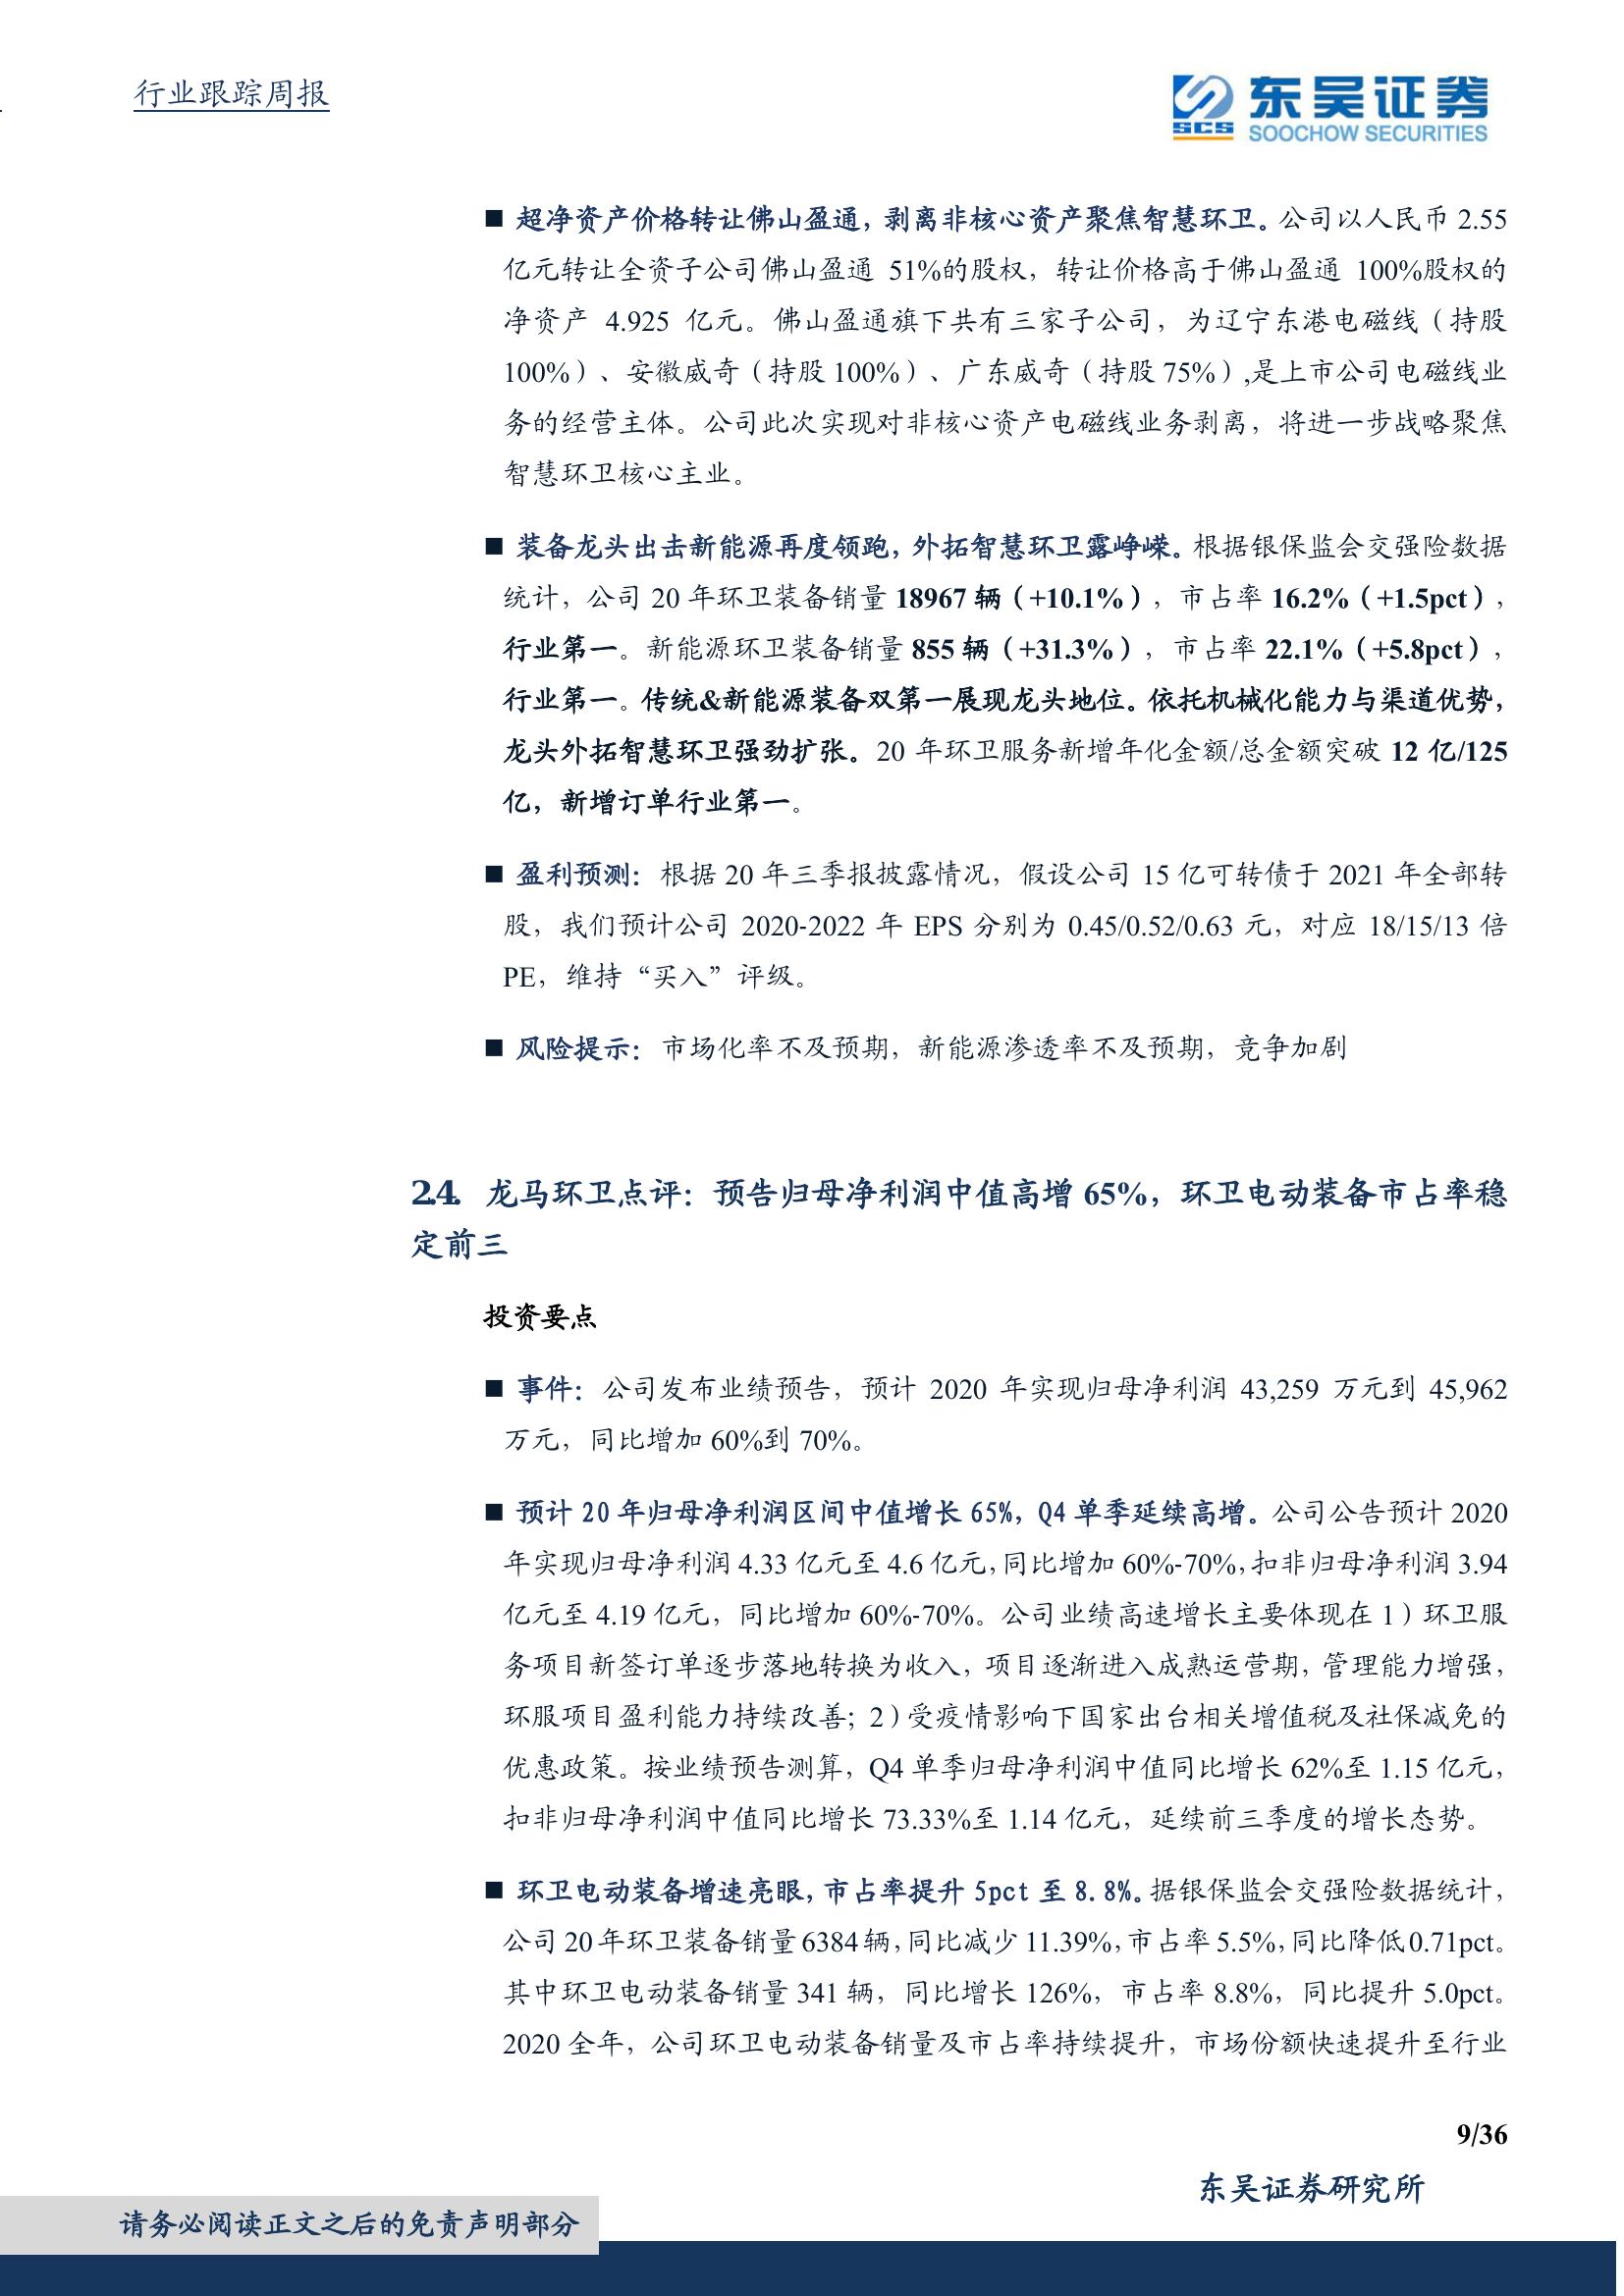 行业跟踪周报
SCS 东吴证券
SOOCHOW SECURITIES
■ 超净资产价格转让佛山盈通，剥离非核心资产聚焦智慧环卫。公司以人民币 2.55
亿元转让全资子公司佛山盈通 51%的股权，转让价格高于佛山盈通 100%股权的
净资产 4.925 亿元。佛山盈通旗下共有三家子公司，为辽宁东港电磁线（持股
100%）、安徽威奇（持股 100%）、广东威奇（持股 75%）,是上市公司电磁线业
务的经营主体。公司此次实现对非核心资产电磁线业务剥离，将进一步战略聚焦
智慧环卫核心主业。
■ 装备龙头出击新能源再度领跑，外拓智慧环卫露峥嵘。根据银保监会交强险数据
统计，公司 20 年环卫装备销量 18967 辆（+10.1%），市占率 16.2%（+1.5pct），
行业第一。新能源环卫装备销量 855 辆（+31.3%），市占率 22.1%（+5.8pct），
行业第一。传统&新能源装备双第一展现龙头地位。依托机械化能力与渠道优势，
龙头外拓智慧环卫强劲扩张。20 年环卫服务新增年化金额/总金额突破 12 亿/125
亿，新增订单行业第一。
■ 盈利预测：根据 20 年三季报披露情况，假设公司 15 亿可转债于 2021 年全部转
股，我们预计公司 2020-2022 年 EPS 分别为 0.45/0.52/0.63 元，对应 18/15/13 倍
PE，维持“买入”评级。
■ 风险提示：市场化率不及预期，新能源渗透率不及预期，竞争加剧
2.4. 龙马环卫点评：预告归母净利润中值高增 65%，环卫电动装备市占率稳
定前三
投资要点
■ 事件：公司发布业绩预告，预计 2020 年实现归母净利润 43,259 万元到 45,962
万元，同比增加 60%到 70%。
■ 预计 20 年归母净利润区间中值增长 65%，Q4 单季延续高增。公司公告预计 2020
年实现归母净利润 4.33 亿元至 4.6 亿元，同比增加 60%-70%，扣非归母净利润 3.94
亿元至 4.19 亿元，同比增加 60%-70%。公司业绩高速增长主要体现在 1）环卫服
务项目新签订单逐步落地转换为收入，项目逐渐进入成熟运营期，管理能力增强，
环服项目盈利能力持续改善；2）受疫情影响下国家出台相关增值税及社保减免的
优惠政策。按业绩预告测算，Q4 单季归母净利润中值同比增长 62%至 1.15 亿元，
扣非归母净利润中值同比增长 73.33%至 1.14 亿元，延续前三季度的增长态势。
■ 环卫电动装备增速亮眼，市占率提升 5pct 至 8.8%。据银保监会交强险数据统计，
公司 20 年环卫装备销量 6384 辆，同比减少 11.39%，市占率 5.5%，同比降低 0.71pct。
其中环卫电动装备销量 341 辆，同比增长 126%，市占率 8.8%，同比提升 5.0pct。
2020 全年，公司环卫电动装备销量及市占率持续提升，市场份额快速提升至行业
9/36
东吴证券研究所
请务必阅读正文之后的免责声明部分